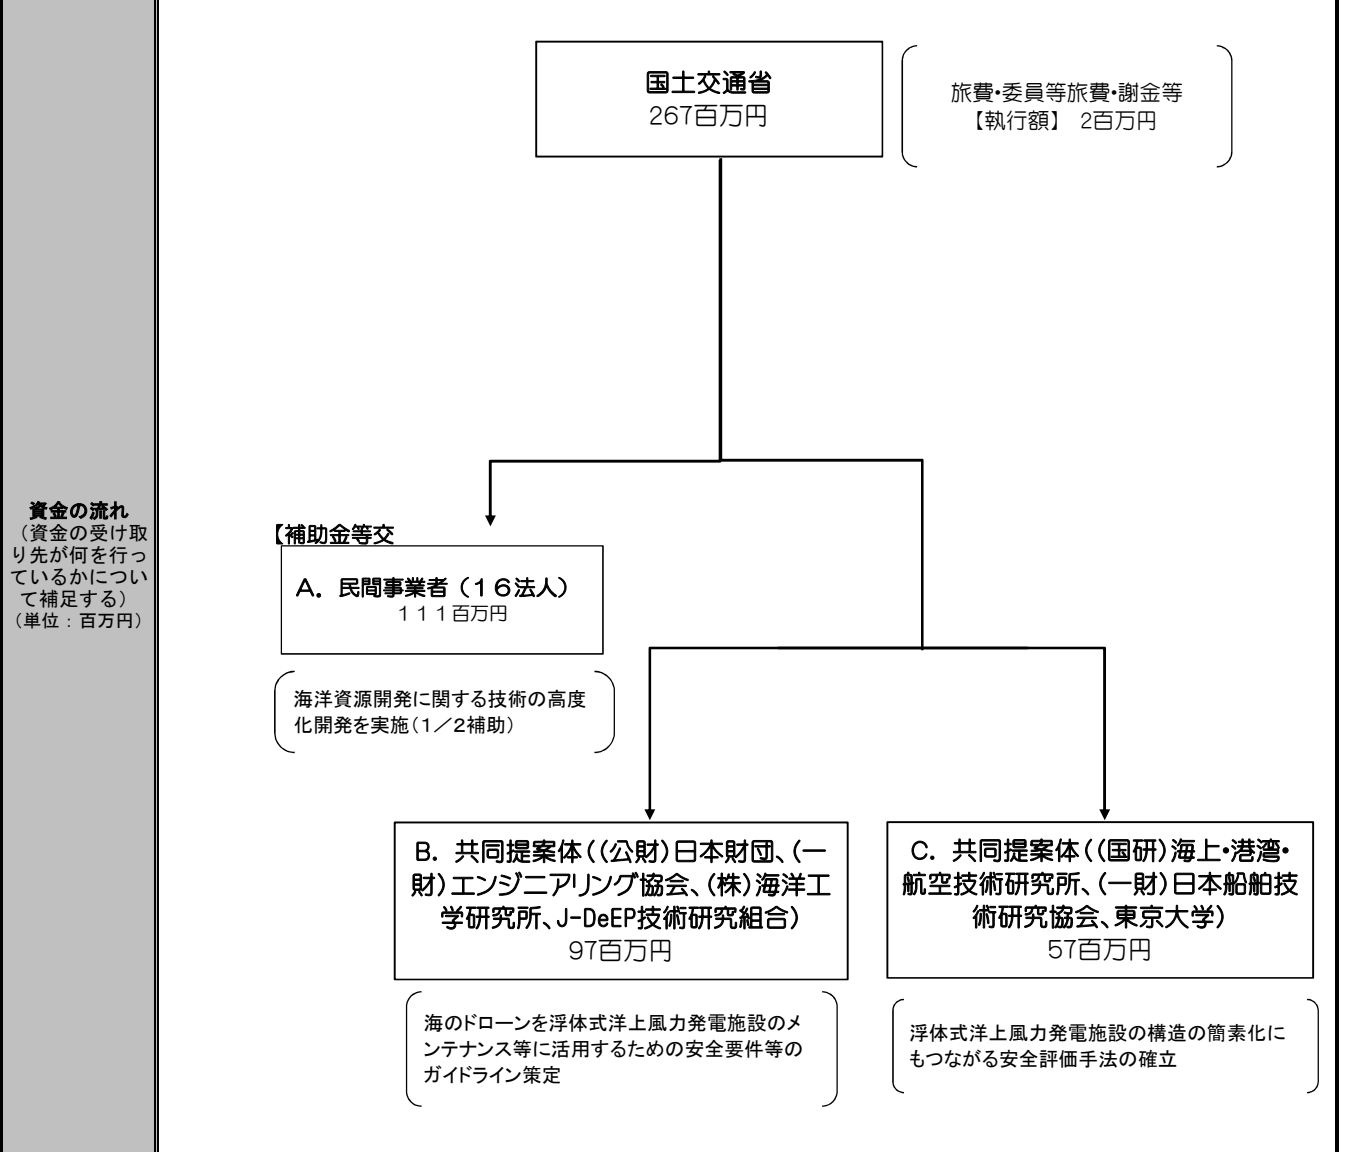 国土交通省
267百万円
旅費・委員等旅費・謝金等
【執行額】 2百万円
資金の流れ
（資金の受け取
り先が何を行っ
ているかについ
て補足する）
（単位：百万円）
【補助金等交
A．民間事業者（１６法人）
１１１百万円
海洋資源開発に関する技術の高度
化開発を実施（１／２補助）
B．共同提案体（（公財）日本財団、（一
財）エンジニアリング協会、（株）海洋工
学研究所、J-DeEP技術研究組合）
97百万円
海のドローンを浮体式洋上風力発電施設のメ
ンテナンス等に活用するための安全要件等の
ガイドライン策定
C．共同提案体（（国研）海上・港湾・
航空技術研究所、（一財）日本船舶技
術研究協会、東京大学）
57百万円
浮体式洋上風力発電施設の構造の簡素化に
もつながる安全評価手法の確立